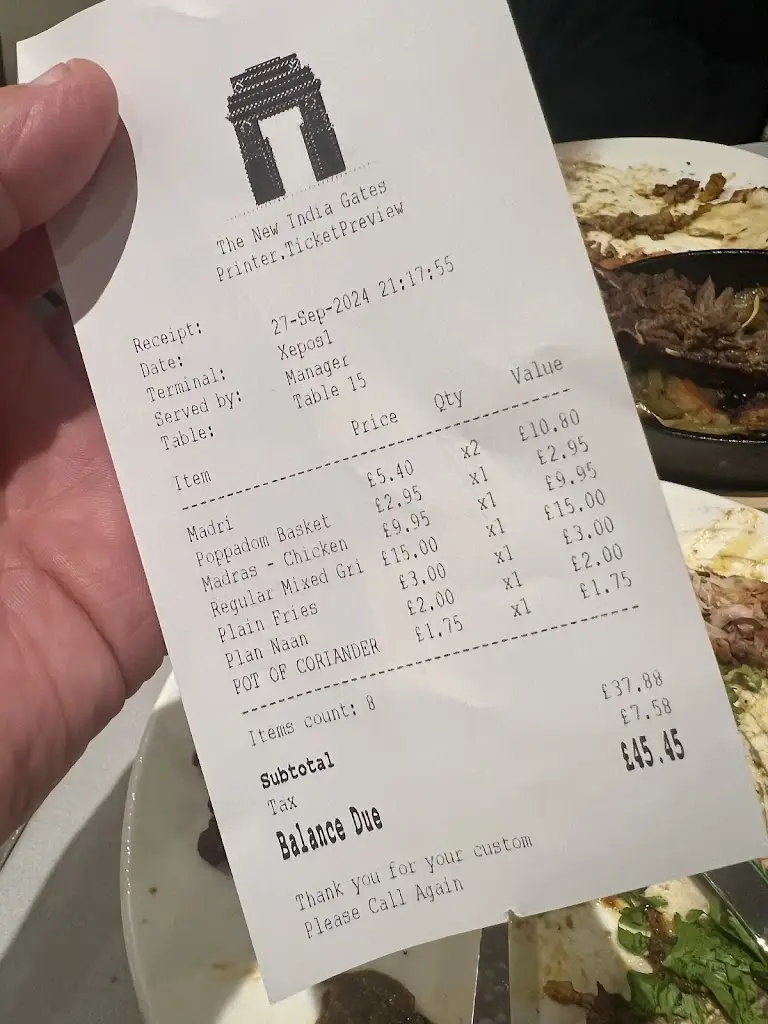 The New India Gates
Printer.TicketPreview
Receipt:
Date: 27-Sep-2024 21:17:55
Terminal: Xepos1
Served by: Manager
Table: Table 15
Item Price Qty Value
Madri £5.40 x2 £10.80
Poppadom Basket £2.95 x1 £2.95
Madras - Chicken £9.95 x1 £9.95
Regular Mixed Gri £15.00 x1 £15.00
Plain Fries £3.00 x1 £3.00
Plan Naan £2.00 x1 £2.00
POT OF CORIANDER £1.75 x1 £1.75
Items count: 8
Subtotal £37.88
Tax £7.58
Balance Due £45.45
Thank you for your custom
Please Call Again